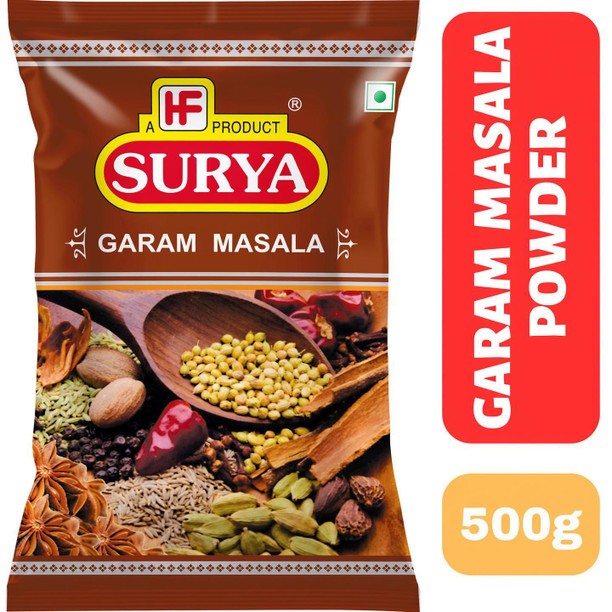 HF
®
A PRODUCT
SURYA
GARAM MASALA
GARAM MASALA
POWDER
500g